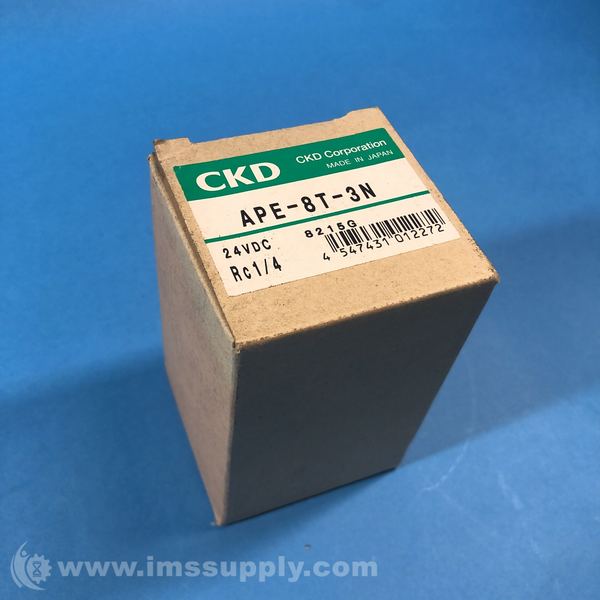 CKD
CKD Corporation
MADE IN JAPAN
APE-8T-3N
24VDC
8215G
Rc1/4
4 547431 012272
www.imssupply.com